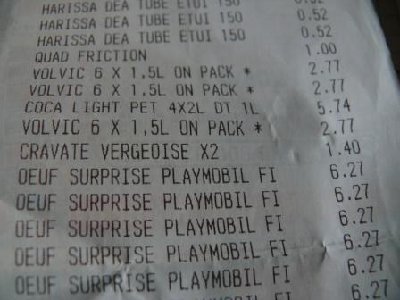 HARISSA DEA TUBE ETUI 150 0.52
HARISSA DEA TUBE ETUI 150 0.52
HARISSA DEA TUBE ETUI 150 0.52
QUAD FRICTION 1.00
VOLVIC 6 X 1.5L ON PACK * 2.77
VOLVIC 6 X 1.5L ON PACK * 2.77
COCA LIGHT PET 4X2L DT 1L 5.74
VOLVIC 6 X 1.5L ON PACK * 2.77
CRAVATE VERGEOISE X2 1.40
OEUF SURPRISE PLAYMOBIL FI 6.27
OEUF SURPRISE PLAYMOBIL FI 6.27
OEUF SURPRISE PLAYMOBIL FI 6.27
OEUF SURPRISE PLAYMOBIL FI 6.27
OEUF SURPRISE PLAYMOBIL FI 6.27
SURPRISE PLAYMOBIL FI 6.27